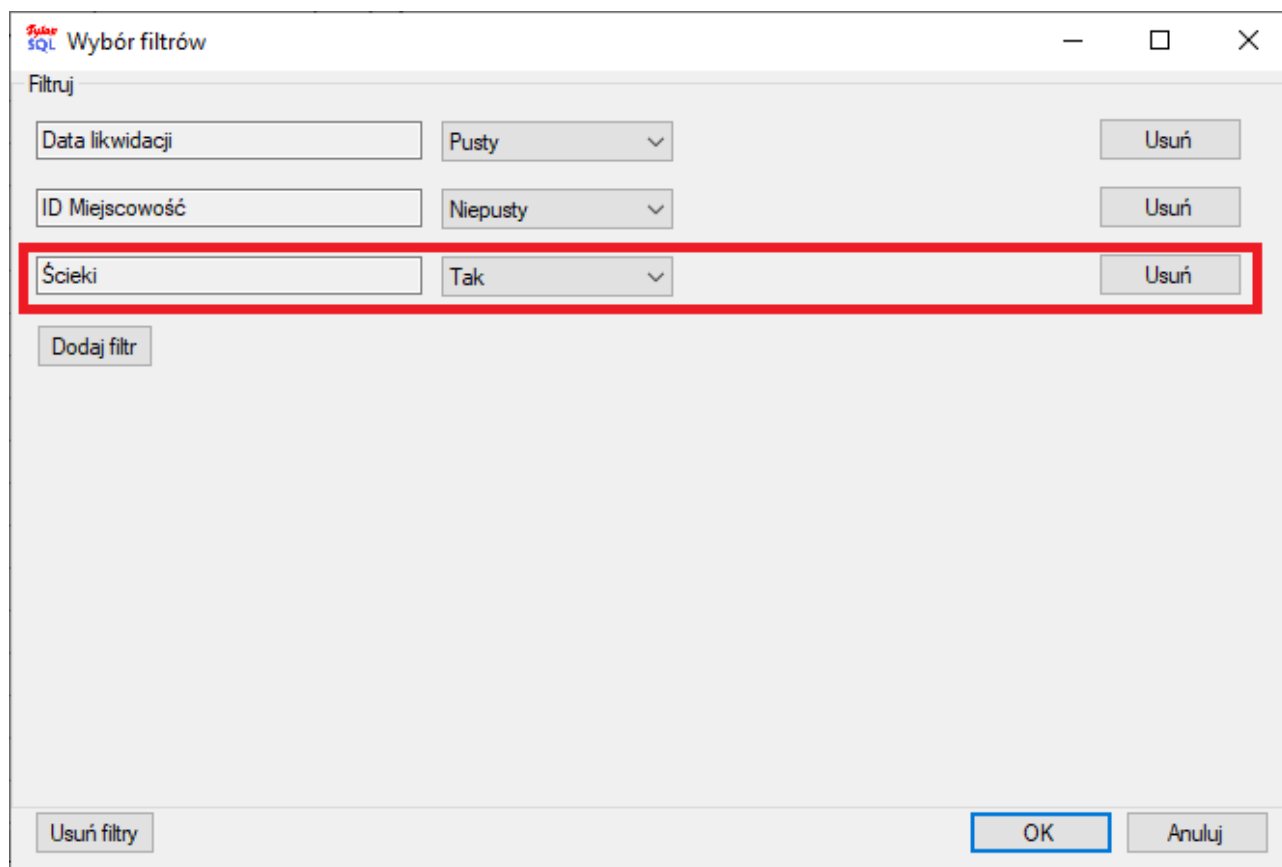 Tylar
SQL Wybór filtrów
Filtruj
Data likwidacji Pusty Usuń
ID Miejscowość Niepusty Usuń
Ścieki Tak Usuń
Dodaj filtr
Usuń filtry OK Anuluj